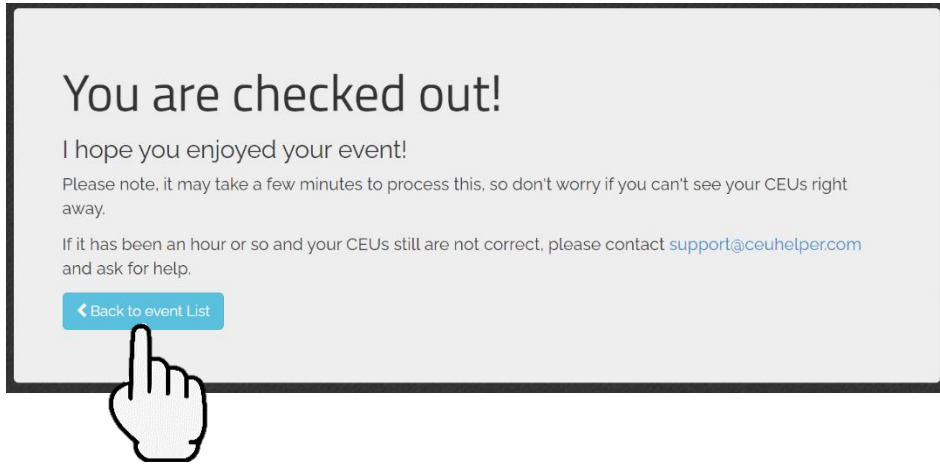 You are checked out!
I hope you enjoyed your event!
Please note, it may take a few minutes to process this, so don't worry if you can't see your CEUs right
away.
If it has been an hour or so and your CEUs still are not correct, please contact support@ceuhelper.com
and ask for help.
Back to event List